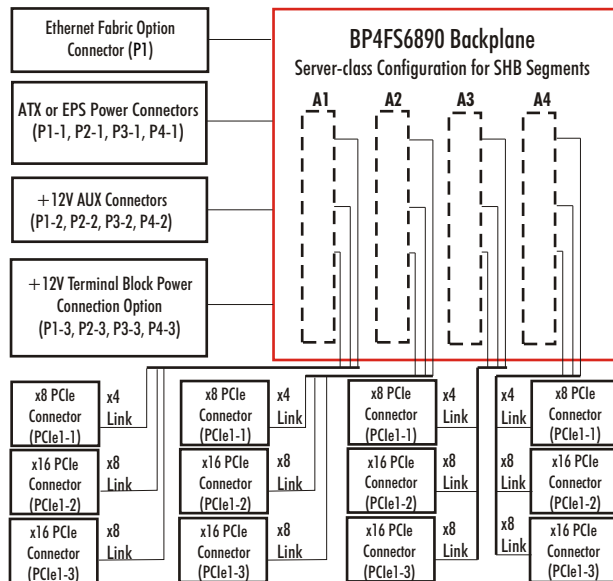 Ethernet Fabric Option
Connector (P1)
BP4FS6890 Backplane
Server-class Configuration for SHB Segments
A1
A2
A3
A4
ATX or EPS Power Connectors
(P1-1, P2-1, P3-1, P4-1)
+12V AUX Connectors
(P1-2, P2-2, P3-2, P4-2)
+12V Terminal Block Power
Connection Option
(P1-3, P2-3, P3-3, P4-3)
x8 PCIe
Connector
(PCIe1-1)
x4
Link
x16 PCIe
Connector
(PCIe1-2)
x8
Link
x16 PCIe
Connector
(PCIe1-3)
x8
Link
x8 PCIe
Connector
(PCIe1-1)
x4
Link
x16 PCIe
Connector
(PCIe1-2)
x8
Link
x16 PCIe
Connector
(PCIe1-3)
x8
Link
x8 PCIe
Connector
(PCIe1-1)
x4
Link
x16 PCIe
Connector
(PCIe1-2)
x8
Link
x16 PCIe
Connector
(PCIe1-3)
x8
Link
x4
Link
x8 PCIe
Connector
(PCIe1-1)
x8
Link
x16 PCIe
Connector
(PCIe1-2)
x8
Link
x16 PCIe
Connector
(PCIe1-3)